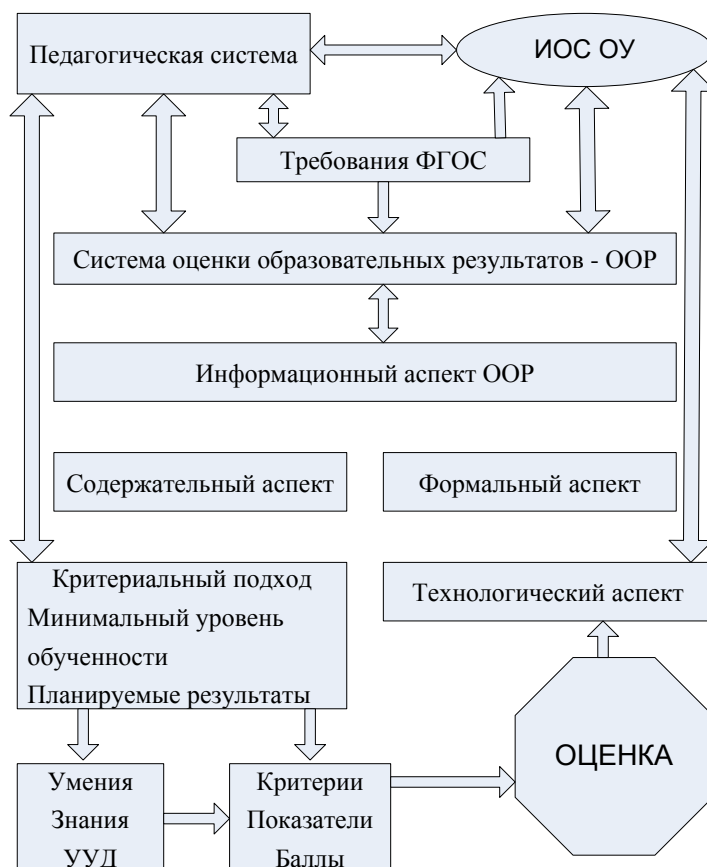 Педагогическая система
ИОС ОУ
Требования ФГОС
Система оценки образовательных результатов - ООР
Информационный аспект ООР
Содержательный аспект
Формальный аспект
Критериальный подход
Минимальный уровень
обученности
Планируемые результаты
Технологический аспект
ОЦЕНКА
Умения
Знания
УУД
Критерии
Показатели
Баллы